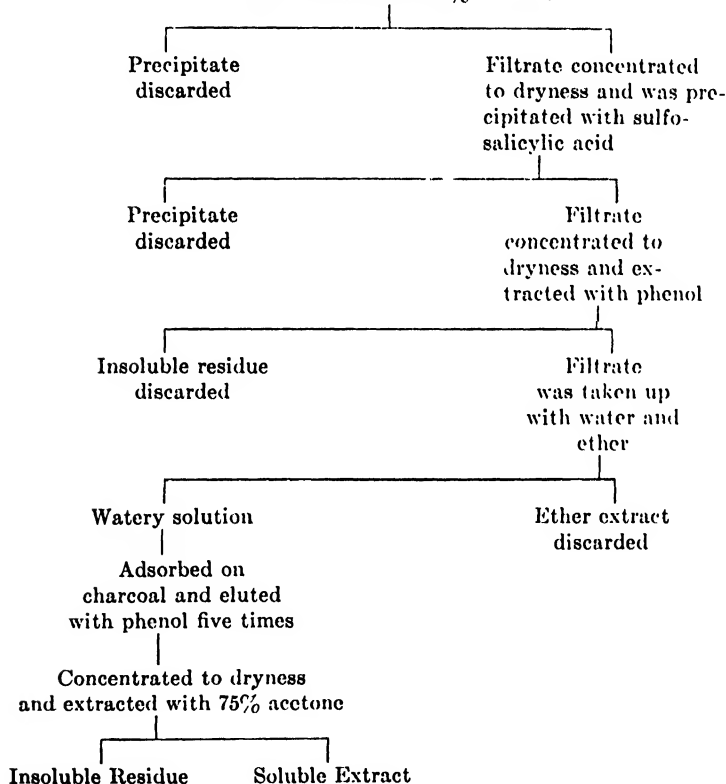 Precipitate
discarded
Filtrate concentrated
to dryness and was pre-
cipitated with sulfo-
salicylic acid
Precipitate
discarded
Filtrate
concentrated to
dryness and ex-
tracted with phenol
Insoluble residue
discarded
Filtrate
was taken up
with water and
ether
Watery solution
Ether extract
discarded
Adsorbed on
charcoal and eluted
with phenol five times
Concentrated to dryness
and extracted with 75% acetone
Insoluble Residue
Soluble Extract